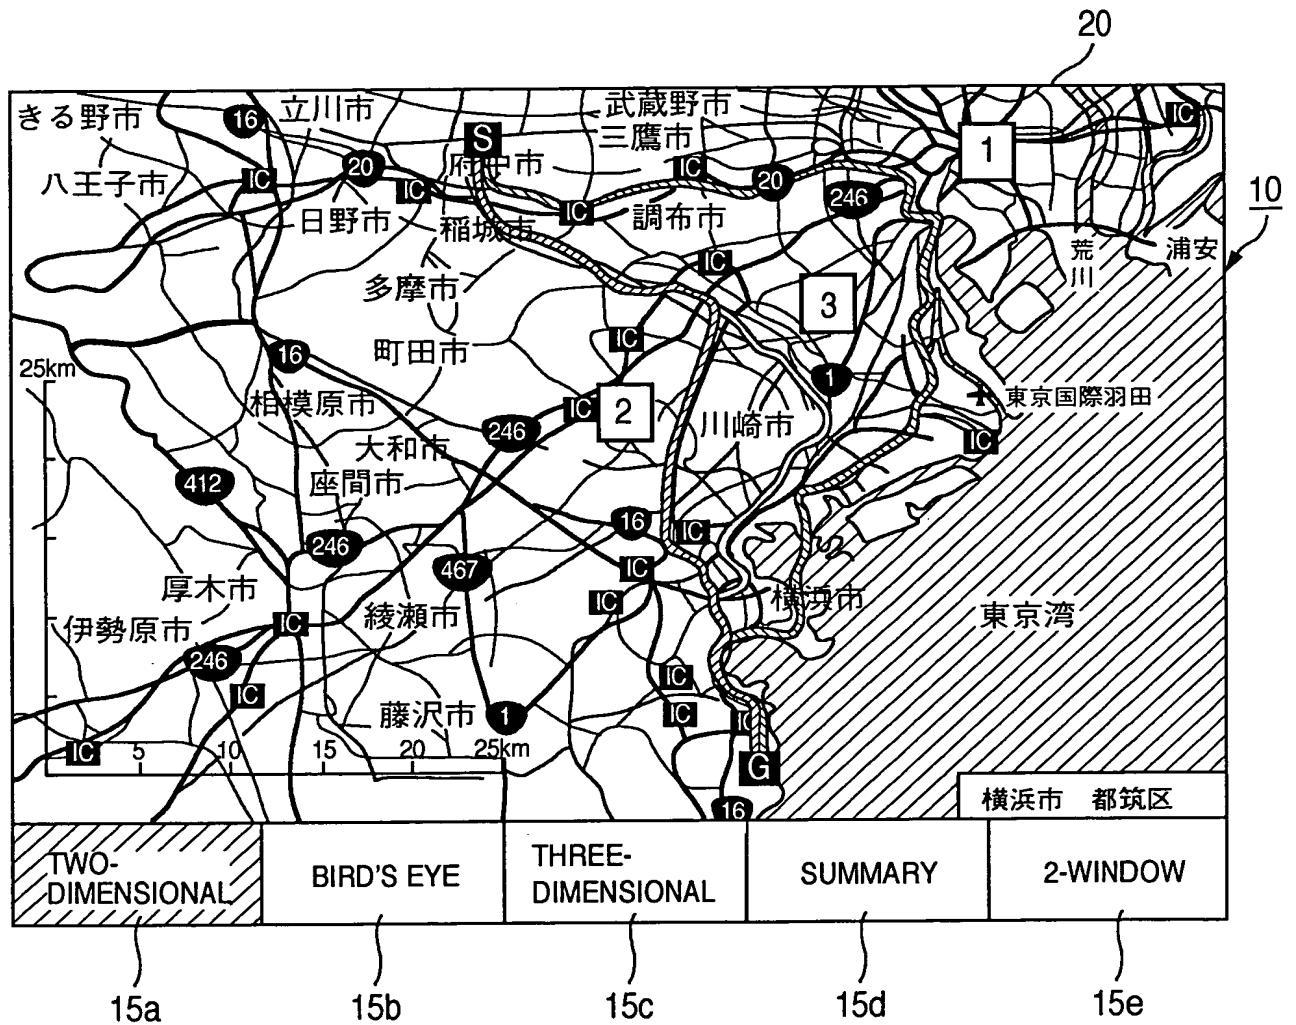 20
16
立川市
武蔵野市
IC
きる野市
S
三鷹市
1
府中市
20
IC
10
八王子市
IC
IC
20
246
日野市
稲城市
IC
調布市
荒川
浦安
IC
多摩市
3
16
町田市
IC
25km
1
相模原市
IC
2
東京国際羽田
246
大和市
川崎市
IC
412
座間市
16
IC
246
467
IC
厚木市
IC
横浜市
伊勢原市
IC
綾瀬市
東京湾
246
IC
IC
藤沢市
1
IC
IC
IC
5
10
15
20
25km
G
16
横浜市 都筑区
TWO-
DIMENSIONAL
BIRD'S EYE
THREE-
DIMENSIONAL
SUMMARY
2-WINDOW
15a
15b
15c
15d
15e